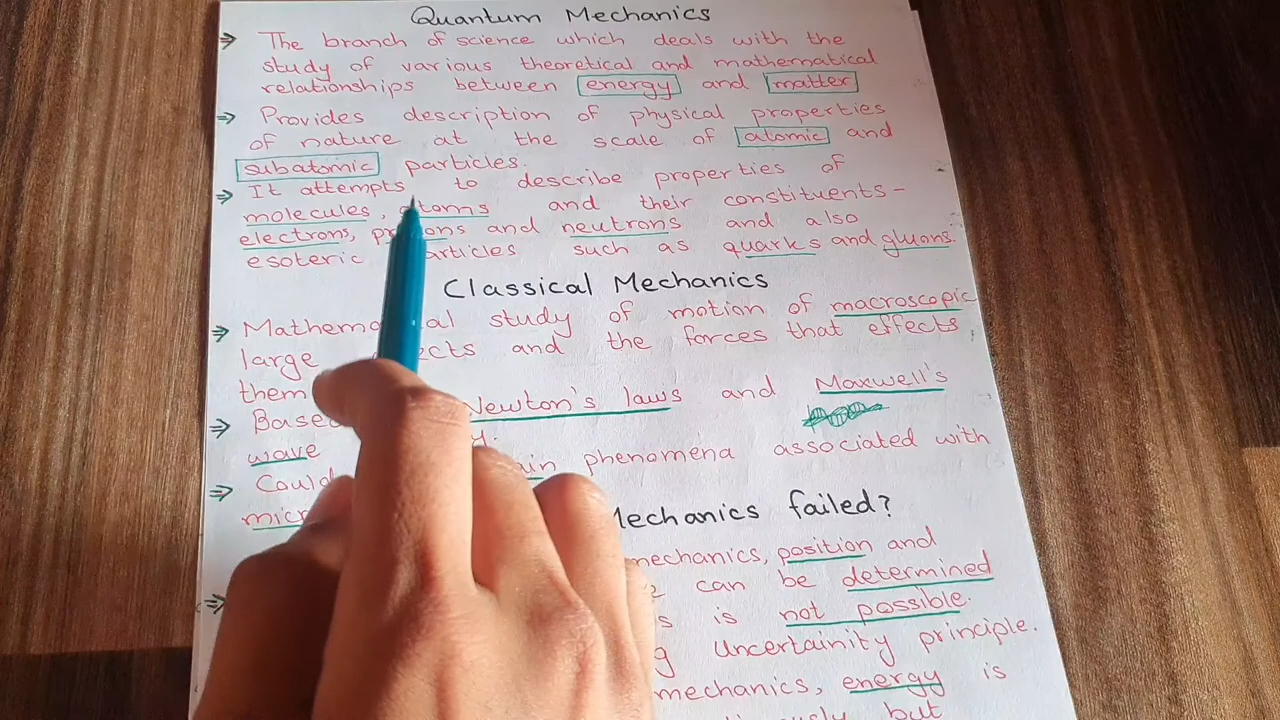 Quantum Mechanics
⇒ The branch of science which deals with the
study of various theoretical and mathematical
relationships between energy and matter
⇒ Provides description of physical properties
of nature at the scale of atomic and
subatomic particles.
⇒ It attempts to describe properties of
molecules, atoms and their constituents-
electrons, and neutrons and also
esoteric such as quarks and gluons.
Classical Mechanics
⇒ study of motion of macroscopic
large and the forces that effects
them
⇒ Newton's laws and Maxwell's
wave
⇒ Could phenomena associated with
Mechanics failed?
mechanics, position and
can be determined
⇒ is not possible.
Uncertainity principle.
mechanics, energy is
but